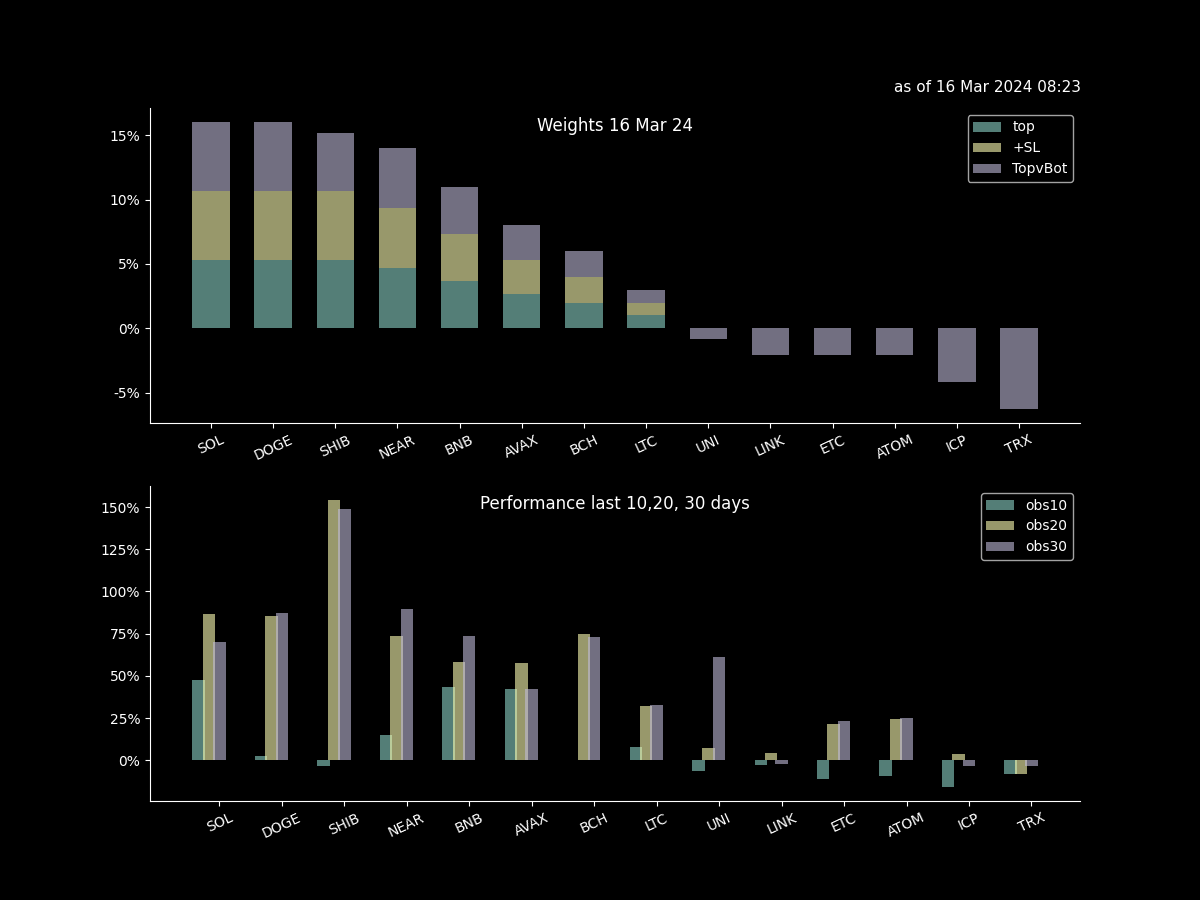 as of 16 Mar 2024 08:23
Weights 16 Mar 24
top
+SL
TopvBot
15%
10%
5%
0%
-5%
SOL DOGE SHIB NEAR BNB AVAX BCH LTC UNI LINK ETC ATOM ICP TRX
Performance last 10,20, 30 days
obs10
obs20
obs30
150%
125%
100%
75%
50%
25%
0%
SOL DOGE SHIB NEAR BNB AVAX BCH LTC UNI LINK ETC ATOM ICP TRX